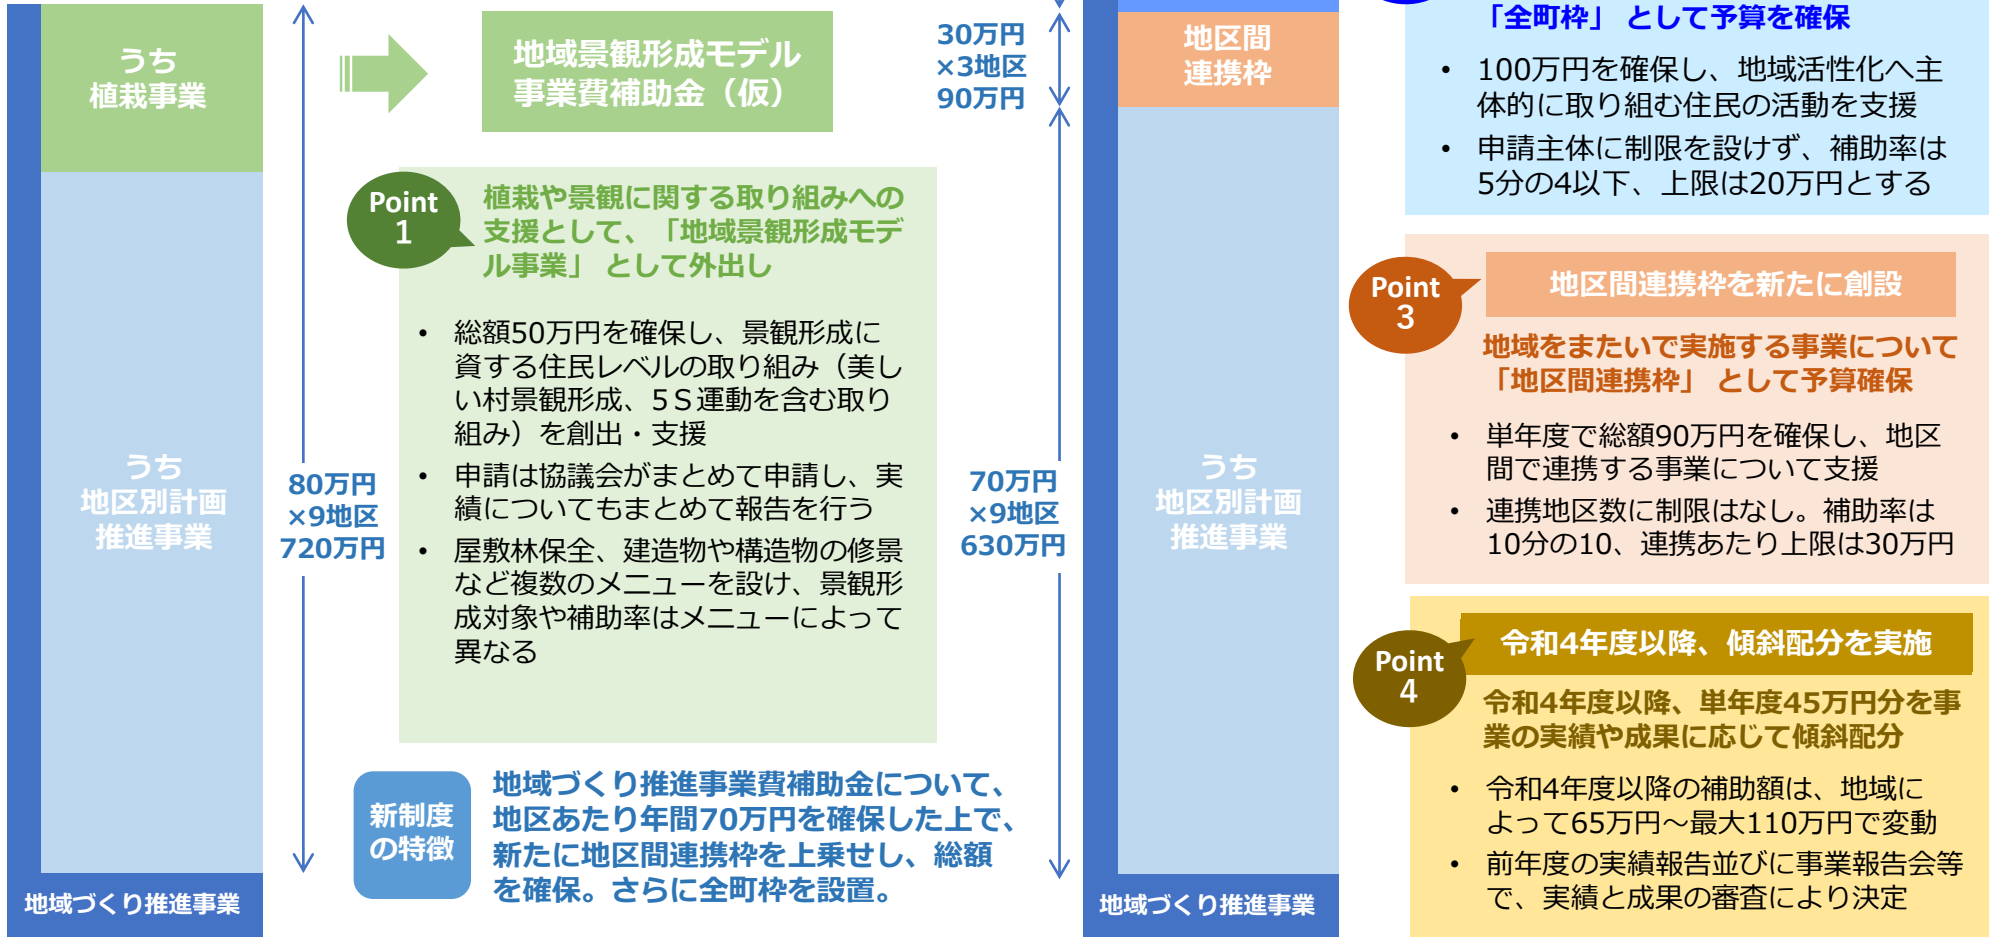 うち
植栽事業
うち
地区別計画
推進事業
地域づくり推進事業
80万円
×9地区
720万円
地域景観形成モデル
事業費補助金（仮）
Point
1
植栽や景観に関する取り組みへの
支援として、「地域景観形成モデ
ル事業」 として外出し
• 総額50万円を確保し、景観形成に
資する住民レベルの取り組み（美し
い村景観形成、5Ｓ運動を含む取り
組み）を創出・支援
• 申請は協議会がまとめて申請し、実
績についてもまとめて報告を行う
• 屋敷林保全、建造物や構造物の修景
など複数のメニューを設け、景観形
成対象や補助率はメニューによって
異なる
新制度
の特徴
地域づくり推進事業費補助金について、
地区あたり年間70万円を確保した上で、
新たに地区間連携枠を上乗せし、総額
を確保。さらに全町枠を設置。
30万円
×3地区
90万円
70万円
×9地区
630万円
地区間
連携枠
うち
地区別計画
推進事業
地域づくり推進事業
「全町枠」 として予算を確保
• 100万円を確保し、地域活性化へ主
体的に取り組む住民の活動を支援
• 申請主体に制限を設けず、補助率は
5分の4以下、上限は20万円とする
Point
3
地区間連携枠を新たに創設
地域をまたいで実施する事業について
「地区間連携枠」 として予算確保
• 単年度で総額90万円を確保し、地区
間で連携する事業について支援
• 連携地区数に制限はなし。補助率は
10分の10、連携あたり上限は30万円
Point
4
令和4年度以降、傾斜配分を実施
令和4年度以降、単年度45万円分を事
業の実績や成果に応じて傾斜配分
• 令和4年度以降の補助額は、地域に
よって65万円～最大110万円で変動
• 前年度の実績報告並びに事業報告会等
で、実績と成果の審査により決定